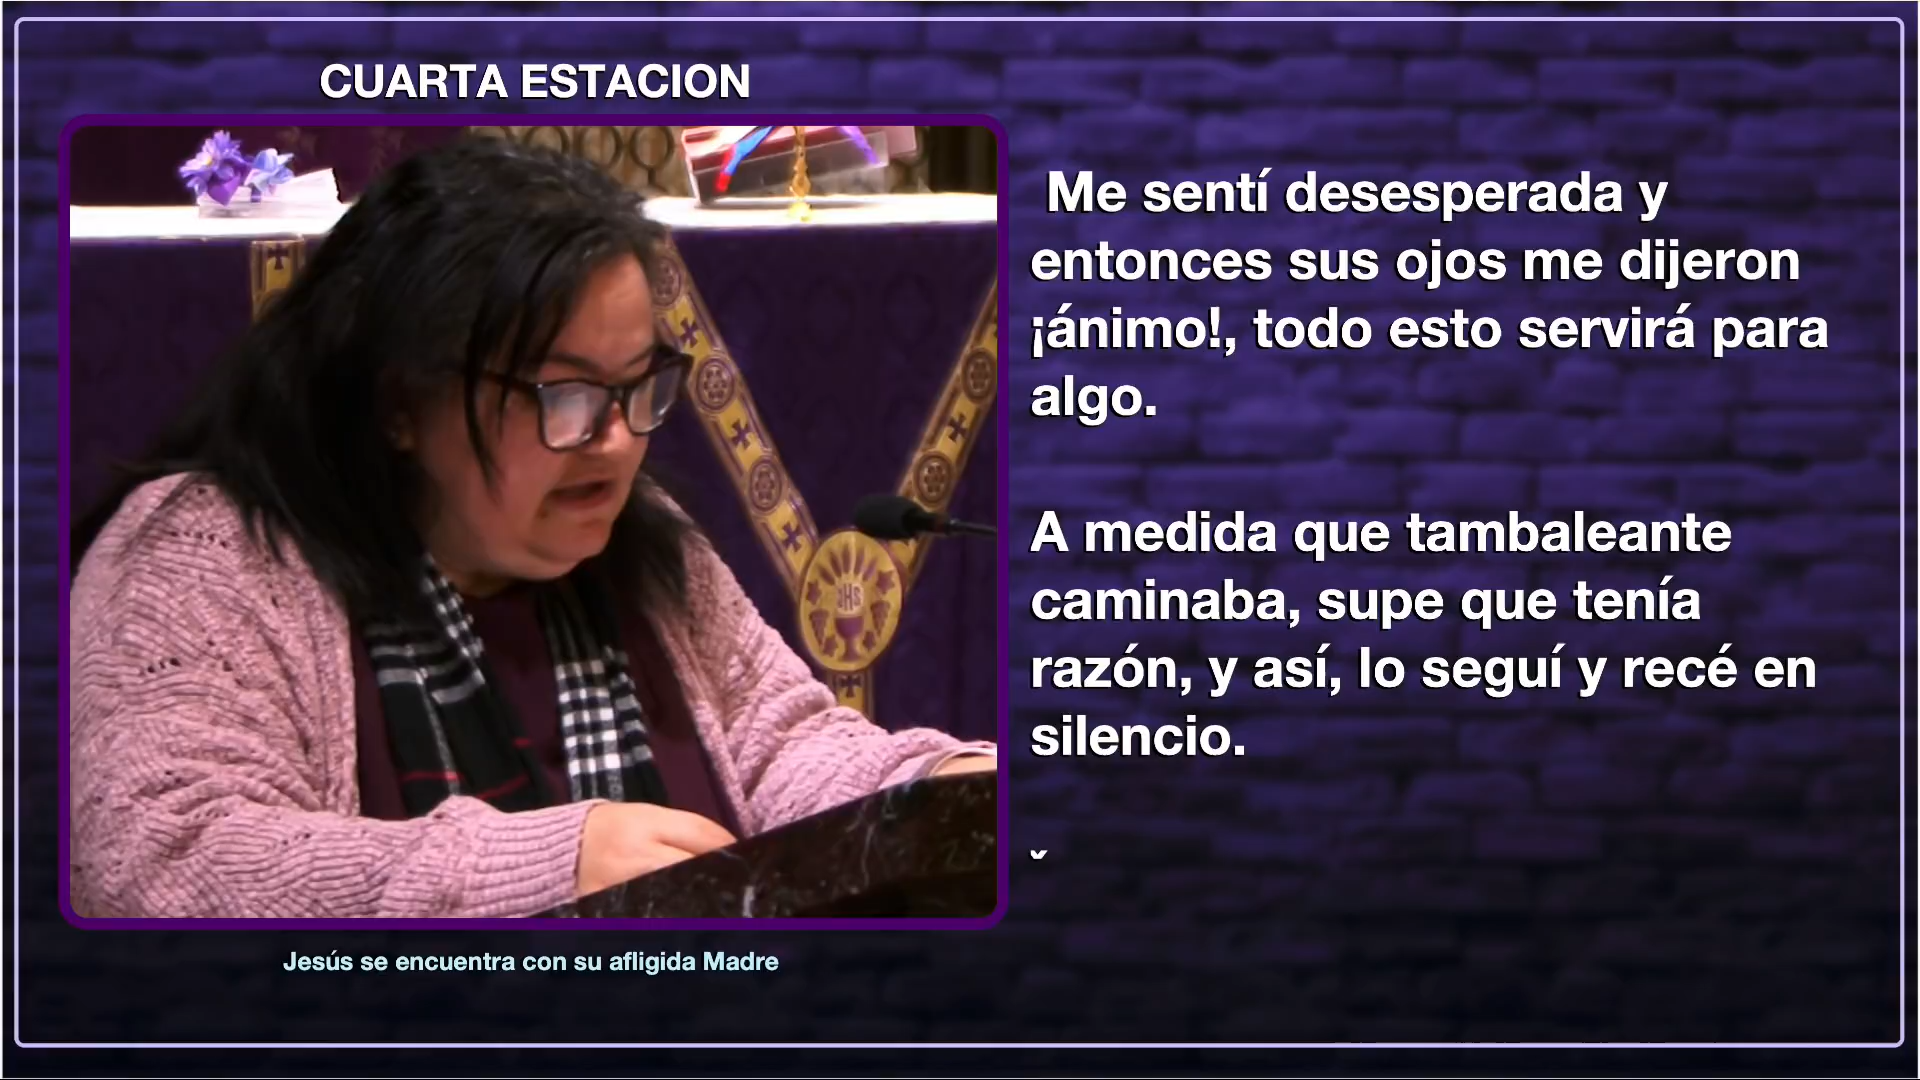 CUARTA ESTACION
Me sentí desesperada y
entonces sus ojos me dijeron
¡ánimo!, todo esto servirá para
algo.
A medida que tambaleante
caminaba, supe que tenía
razón, y así, lo seguí y recé en
silencio.
IHS
Jesús se encuentra con su afligida Madre